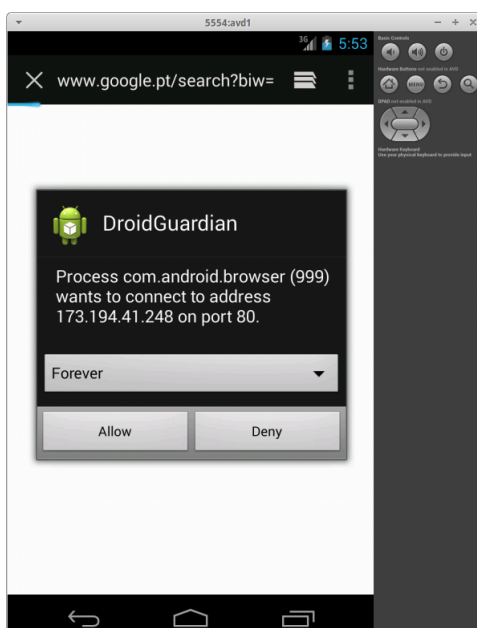 5554:avd1
3G
5:53
www.google.pt/search?biw=
DroidGuardian
Process com.android.browser (999)
wants to connect to address
173.194.41.248 on port 80.
Forever
Allow
Deny
Basic Controls
Hardware Buttons not enabled in AVD
MENU
DPAD not enabled in AVD
Hardware Keyboard
Use your physical keyboard to provide input